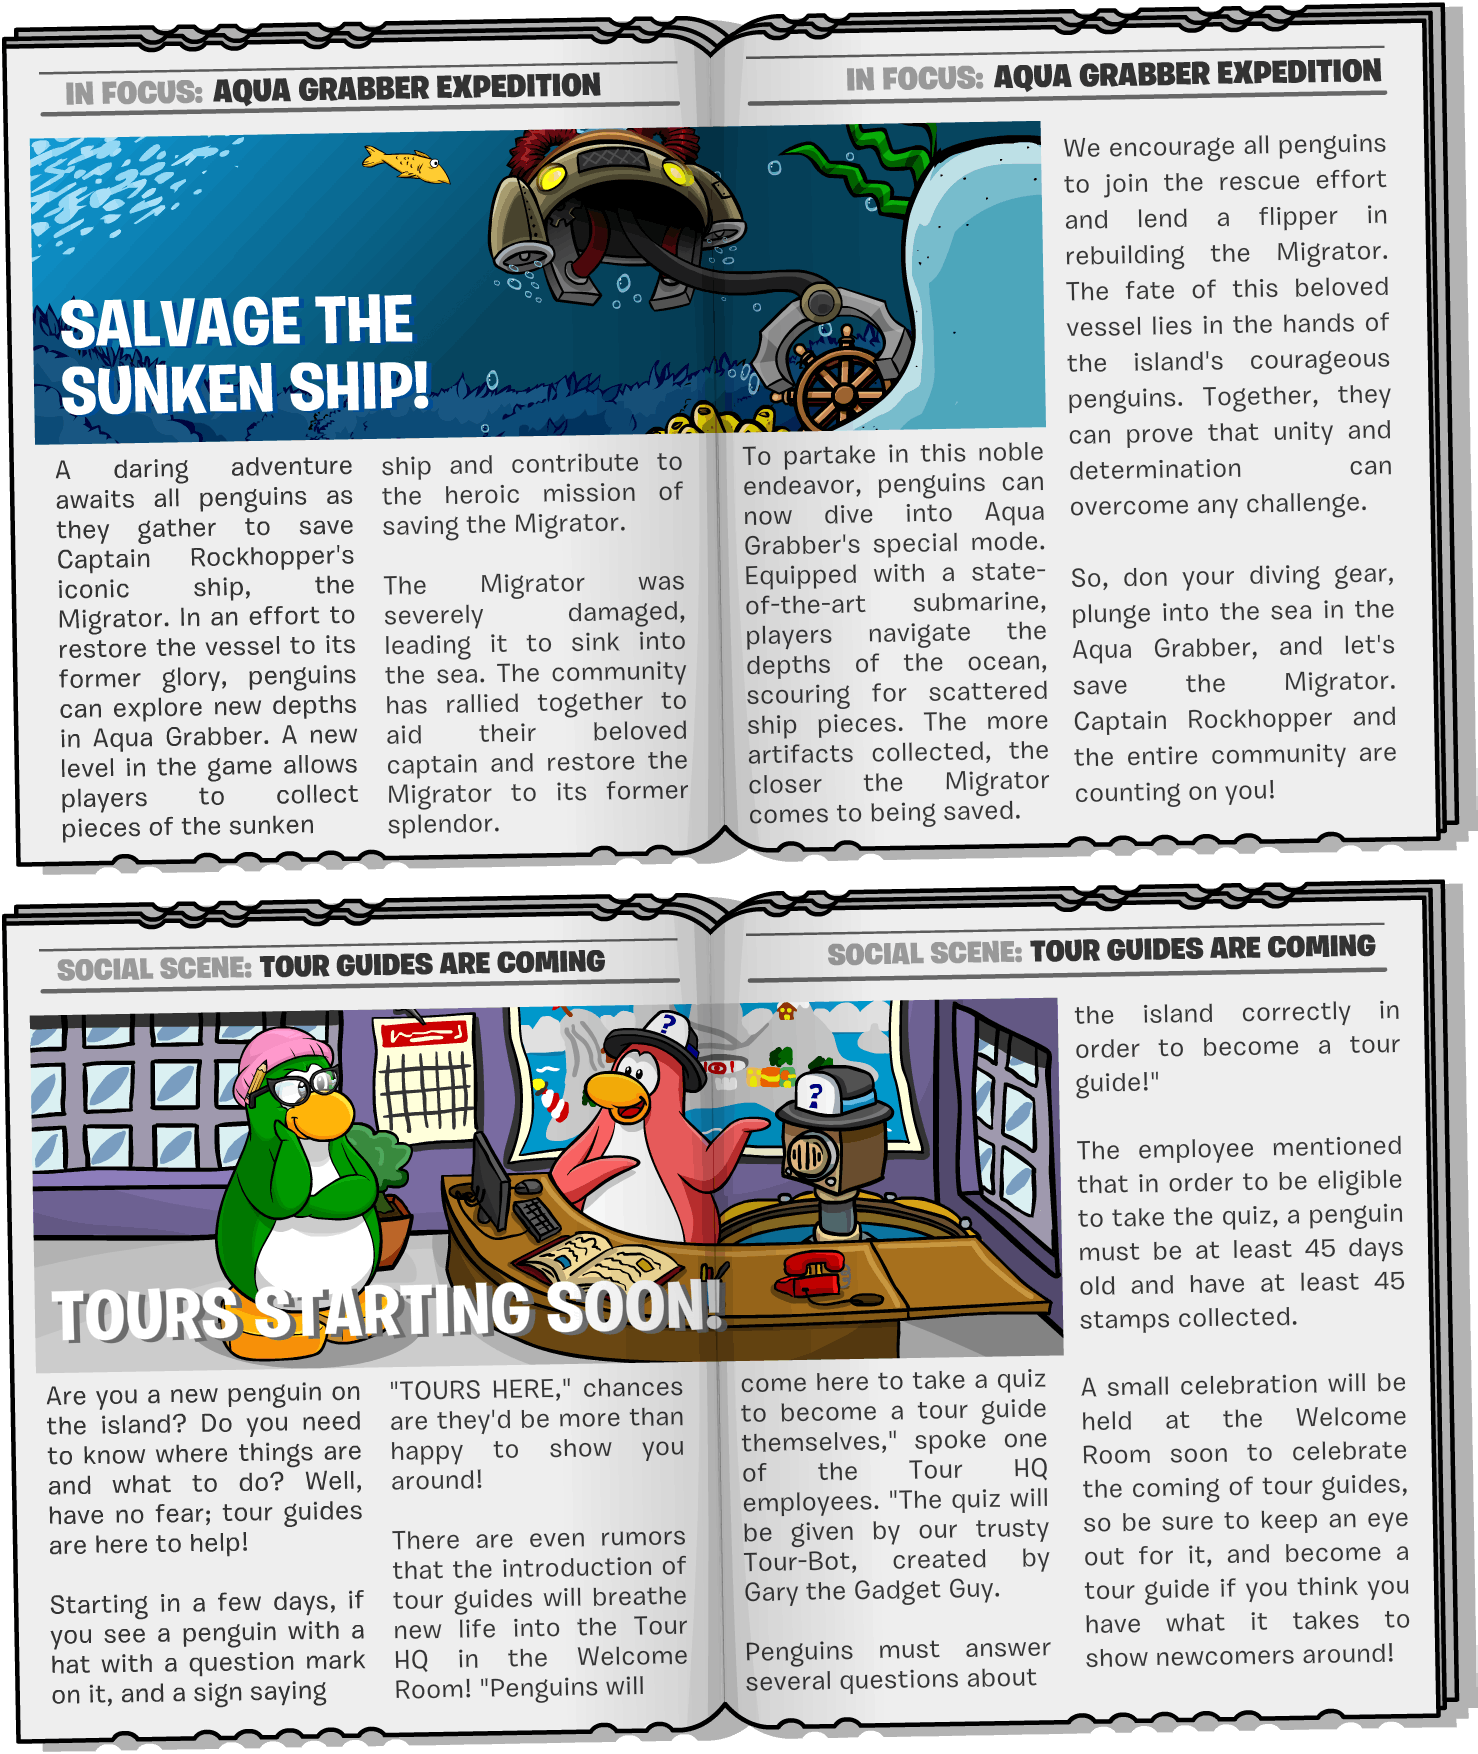 IN FOCUS: AQUA GRABBER EXPEDITION
IN FOCUS: AQUA GRABBER EXPEDITION
SALVAGE THE
SUNKEN SHIP!
A daring adventure
awaits all penguins as
they gather to save
Captain Rockhopper's
iconic ship, the
Migrator. In an effort to
restore the vessel to its
former glory, penguins
can explore new depths
in Aqua Grabber. A new
level in the game allows
players to collect
pieces of the sunken
ship and contribute to
the heroic mission of
saving the Migrator.
The Migrator was
severely damaged,
leading it to sink into
the sea. The community
has rallied together to
aid their beloved
captain and restore the
Migrator to its former
splendor.
To partake in this noble
endeavor, penguins can
now dive into Aqua
Grabber's special mode.
Equipped with a state-
of-the-art submarine,
players navigate the
depths of the ocean,
scouring for scattered
ship pieces. The more
artifacts collected, the
closer the Migrator
comes to being saved.
We encourage all penguins
to join the rescue effort
and lend a flipper in
rebuilding the Migrator.
The fate of this beloved
vessel lies in the hands of
the island's courageous
penguins. Together, they
can prove that unity and
determination can
overcome any challenge.
So, don your diving gear,
plunge into the sea in the
Aqua Grabber, and let's
save the Migrator.
Captain Rockhopper and
the entire community are
counting on you!
SOCIAL SCENE: TOUR GUIDES ARE COMING
SOCIAL SCENE: TOUR GUIDES ARE COMING
?
?
TOURS STARTING SOON!
Are you a new penguin on
the island? Do you need
to know where things are
and what to do? Well,
have no fear; tour guides
are here to help!
Starting in a few days, if
you see a penguin with a
hat with a question mark
on it, and a sign saying
"TOURS HERE," chances
are they'd be more than
happy to show you
around!
There are even rumors
that the introduction of
tour guides will breathe
new life into the Tour
HQ in the Welcome
Room! "Penguins will
come here to take a quiz
to become a tour guide
themselves," spoke one
of the Tour HQ
employees. "The quiz will
be given by our trusty
Tour-Bot, created by
Gary the Gadget Guy.
Penguins must answer
several questions about
the island correctly in
order to become a tour
guide!"
The employee mentioned
that in order to be eligible
to take the quiz, a penguin
must be at least 45 days
old and have at least 45
stamps collected.
A small celebration will be
held at the Welcome
Room soon to celebrate
the coming of tour guides,
so be sure to keep an eye
out for it, and become a
tour guide if you think you
have what it takes to
show newcomers around!